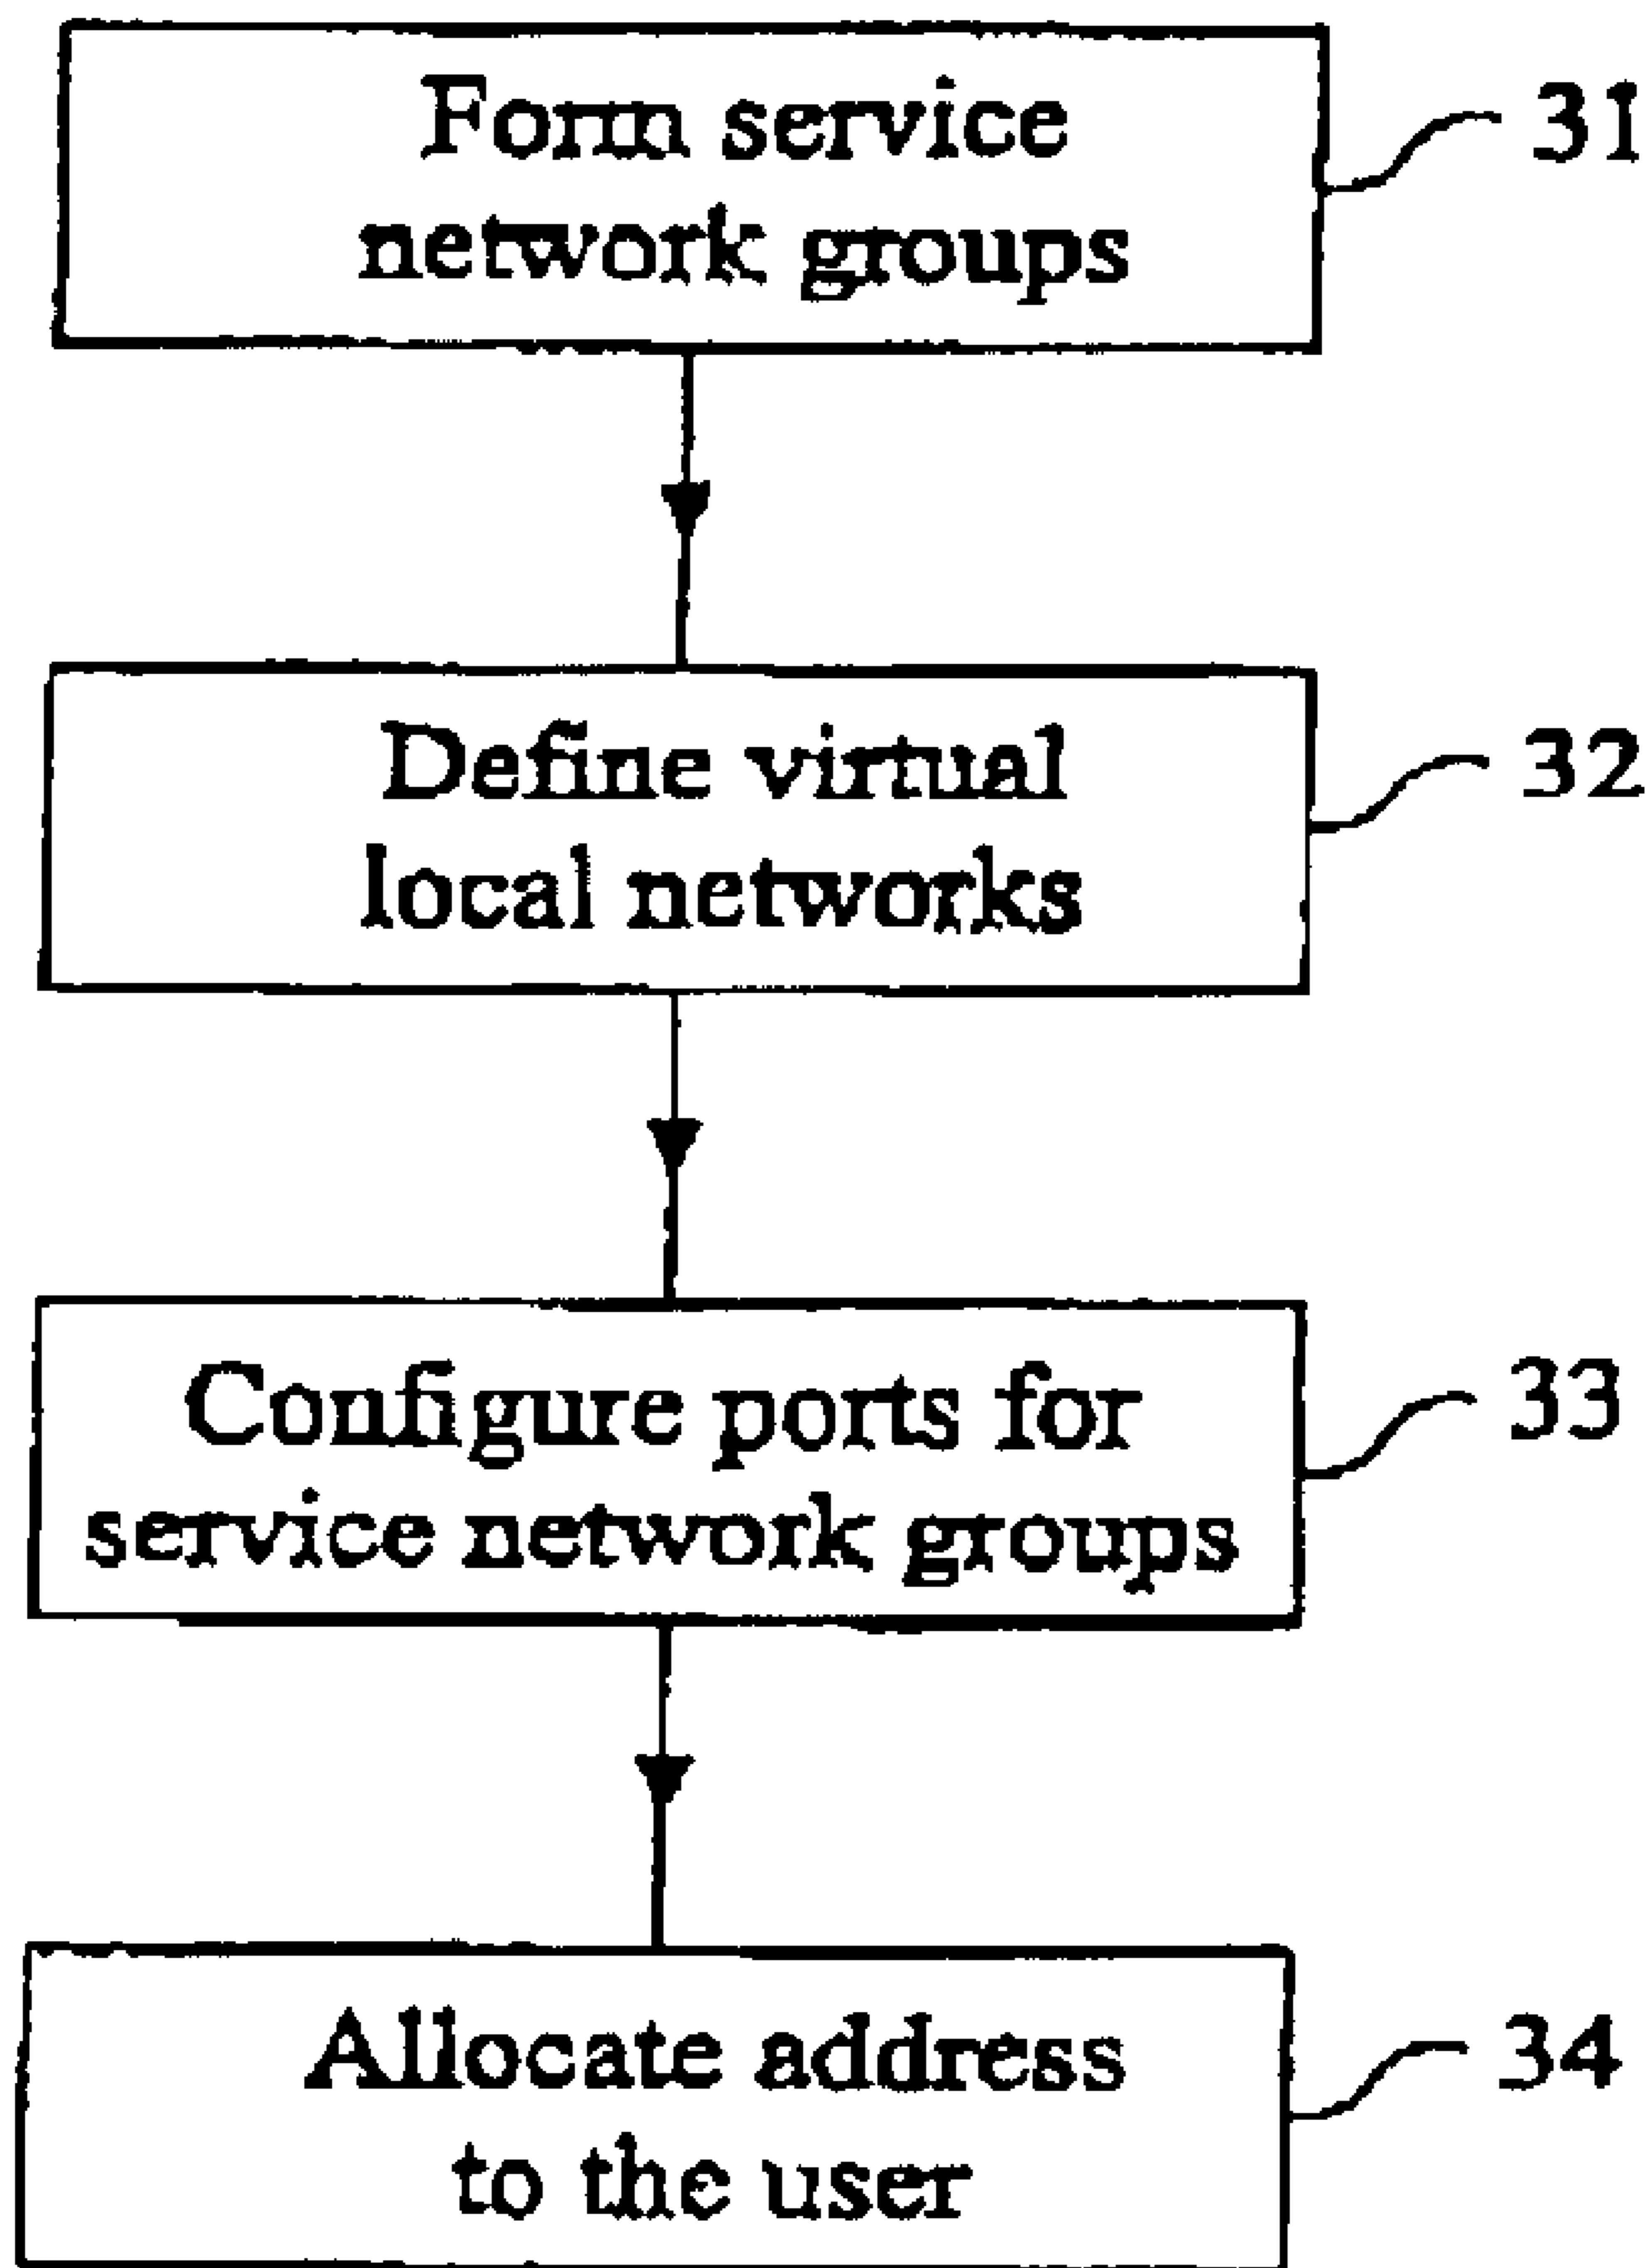 Form service
network groups
31
Define virtual
local networks
32
Configure ports for
service network groups
33
Allocate address
to the user
34